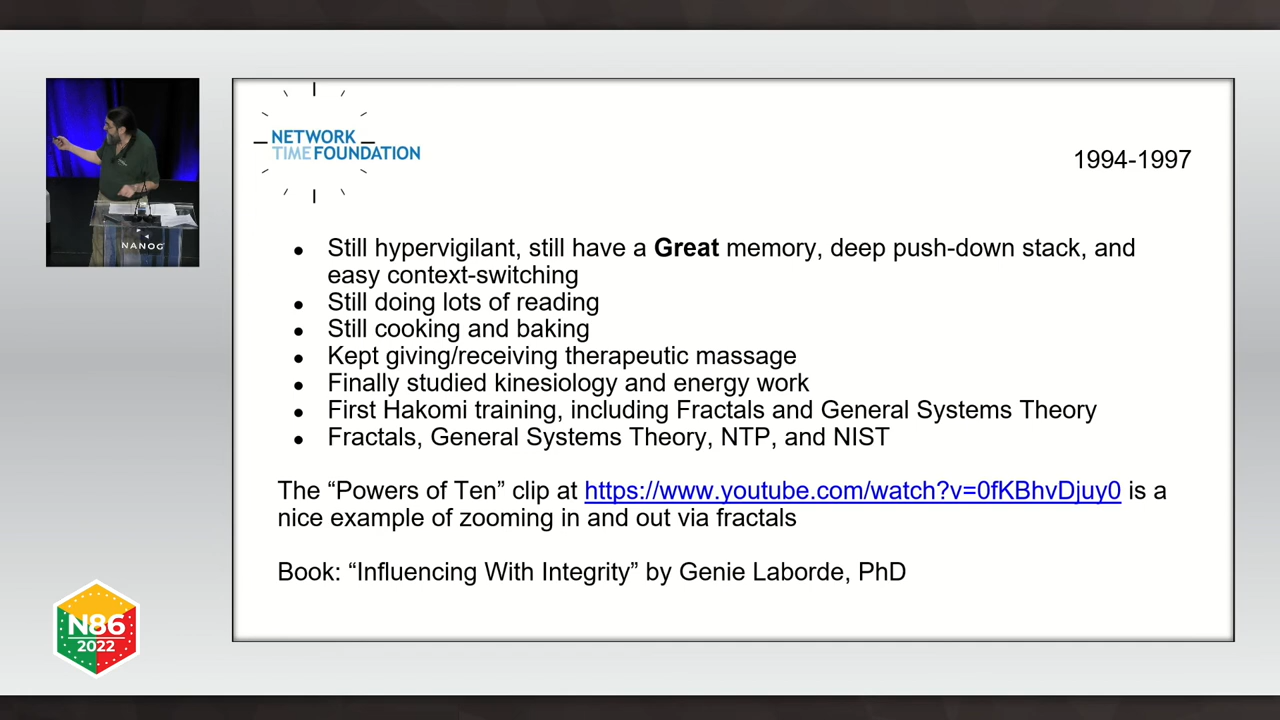 NETWORK
TIME FOUNDATION
1994-1997
● Still hypervigilant, still have a Great memory, deep push-down stack, and
easy context-switching
● Still doing lots of reading
● Still cooking and baking
● Kept giving/receiving therapeutic massage
● Finally studied kinesiology and energy work
● First Hakomi training, including Fractals and General Systems Theory
● Fractals, General Systems Theory, NTP, and NIST
The “Powers of Ten” clip at https://www.youtube.com/watch?v=0fKBhvDjuy0 is a
nice example of zooming in and out via fractals
Book: “Influencing With Integrity” by Genie Laborde, PhD
NANOG
N86
2022